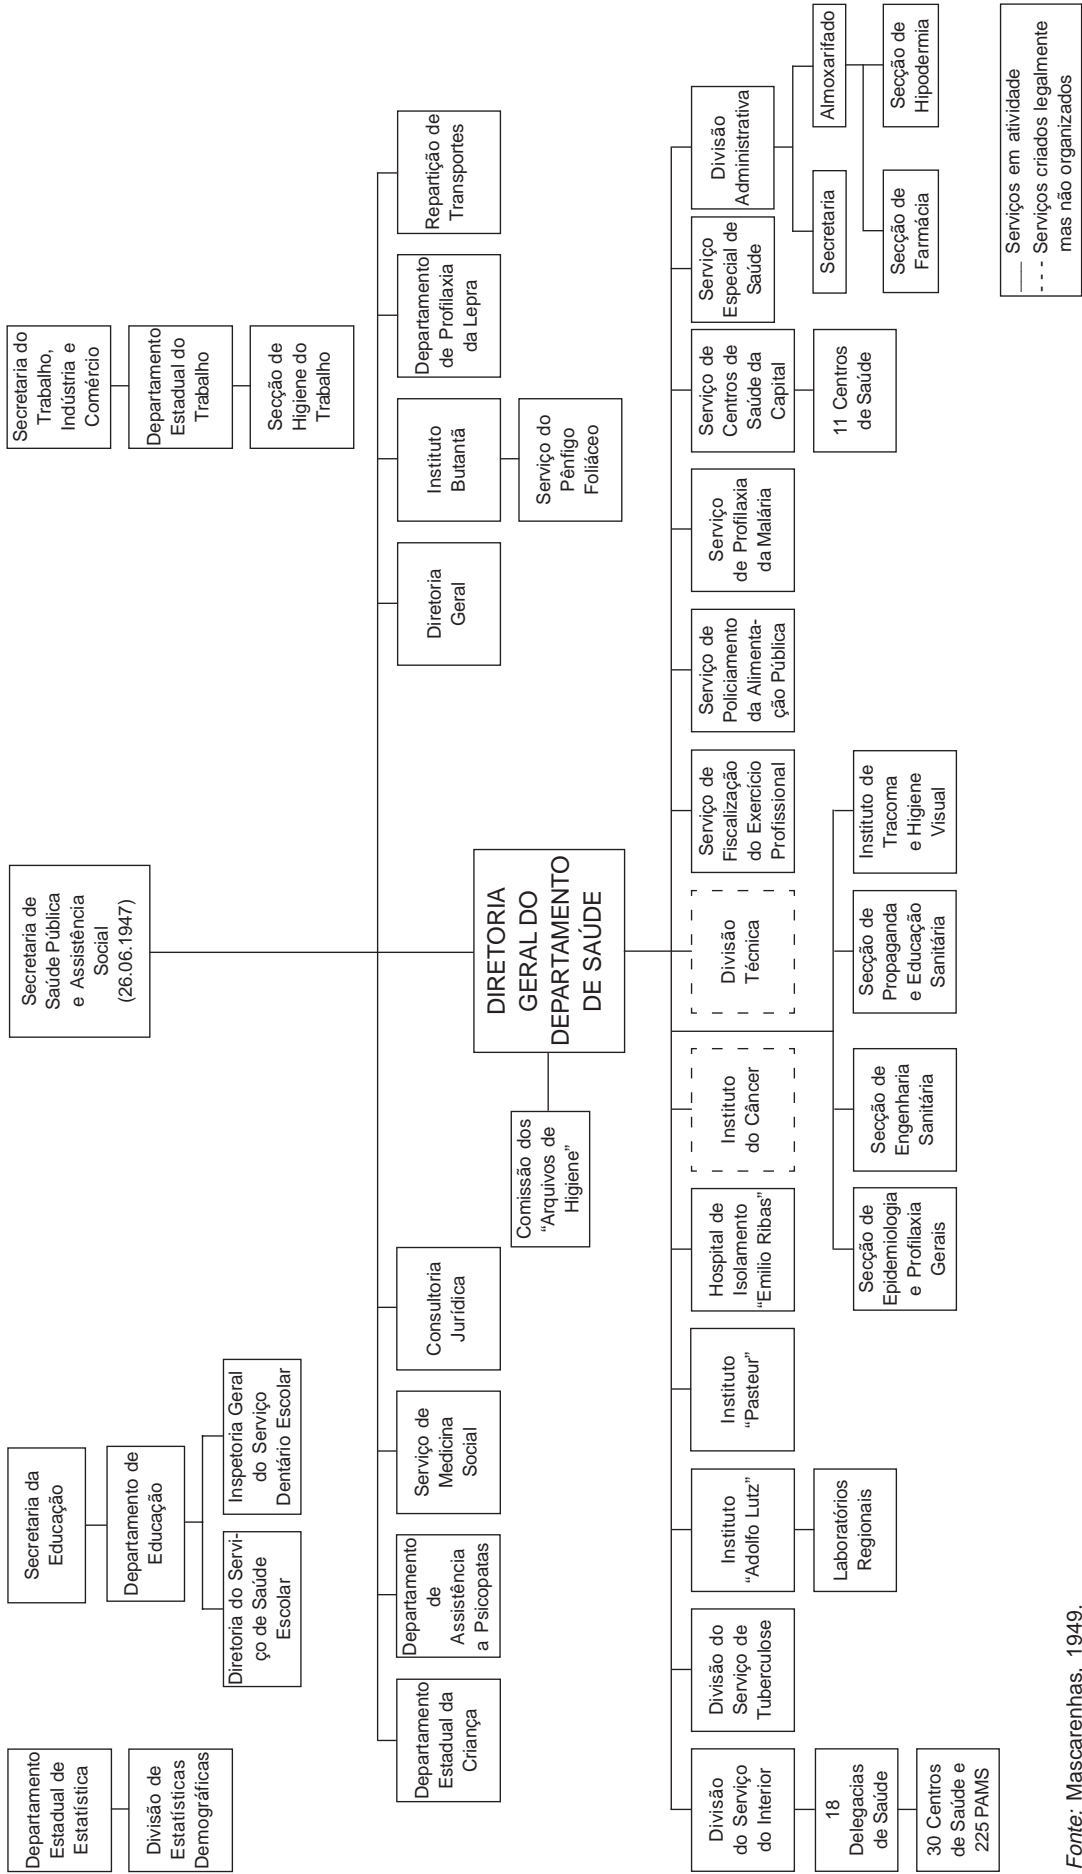 Departamento
Estadual de
Estatística
Divisão de
Estatísticas
Demográficas
Secretaria da
Educação
Departamento de
Educação
Diretoria do Servi-
ço de Saúde
Escolar
Inspetoria Geral
do Serviço
Dentário Escolar
Secretaria de
Saúde Pública
e Assistência
Social
(26.06.1947)
Secretaria do
Trabalho,
Indústria e
Comércio
Departamento
Estadual do
Trabalho
Secção de
Higiene do
Trabalho
Departamento
Estadual da
Criança
Departamento
de
Assistência
a Psicopatas
Serviço de
Medicina
Social
Consultoria
Jurídica
Diretoria
Geral
Instituto
Butantã
Serviço do
Pênfigo
Foliáceo
Departamento
de Profilaxia
da Lepra
Repartição de
Transportes
Comissão dos
“Arquivos de
Higiene”
DIRETORIA
GERAL DO
DEPARTAMENTO
DE SAÚDE
Divisão
do Serviço
do Interior
18
Delegacias
de Saúde
30 Centros
de Saúde e
225 PAMS
Divisão do
Serviço de
Tuberculose
Instituto
“Adolfo Lutz”
Laboratórios
Regionais
Instituto
“Pasteur”
Hospital de
Isolamento
“Emilio Ribas”
Instituto
do Câncer
Divisão
Técnica
Secção de
Epidemiologia
e Profilaxia
Gerais
Secção de
Engenharia
Sanitária
Secção de
Propaganda
e Educação
Sanitária
Instituto de
Tracoma
e Higiene
Visual
Serviço de
Fiscalização
do Exercício
Profissional
Serviço de
Policiamento
da Alimenta-
ção Pública
Serviço
de Profilaxia
da Malária
Serviço de
Centros de
Saúde da
Capital
11 Centros
de Saúde
Serviço
Especial de
Saúde
Divisão
Administrativa
Secretaria
Almoxarifado
Secção de
Farmácia
Secção de
Hipodermia
Serviços em atividade
Serviços criados legalmente
mas não organizados
Fonte: Mascarenhas, 1949.